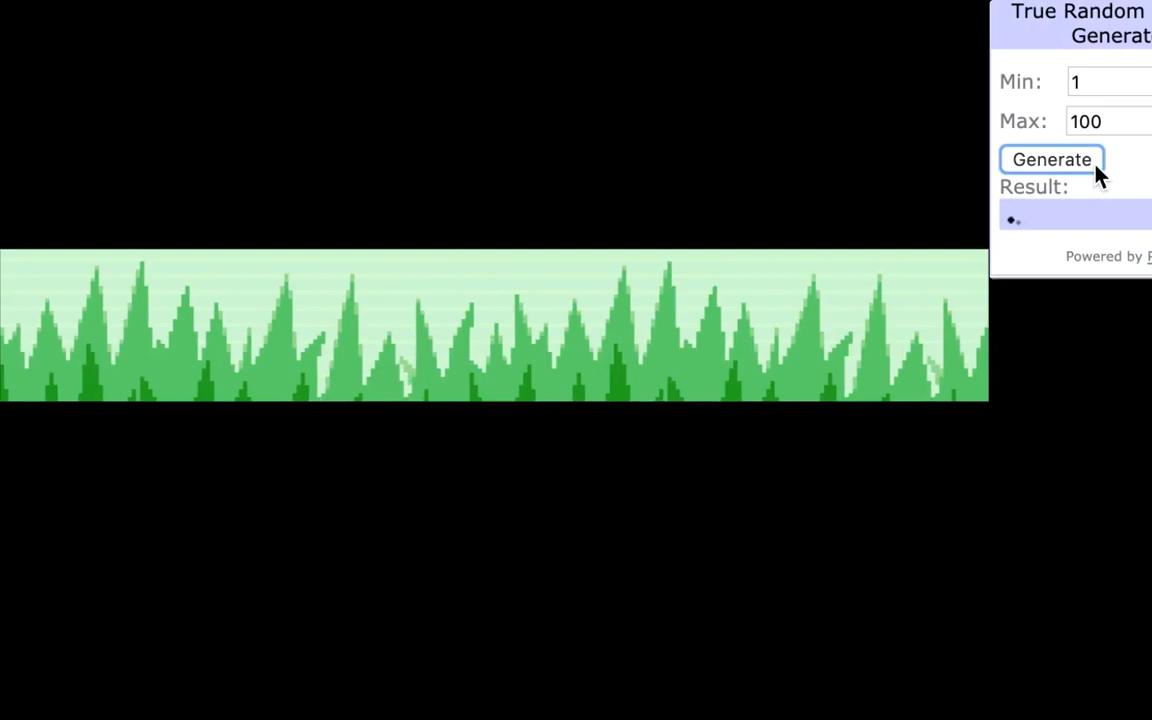 True Random
Generat
Min: 1
Max: 100
Generate
Result:
Powered by